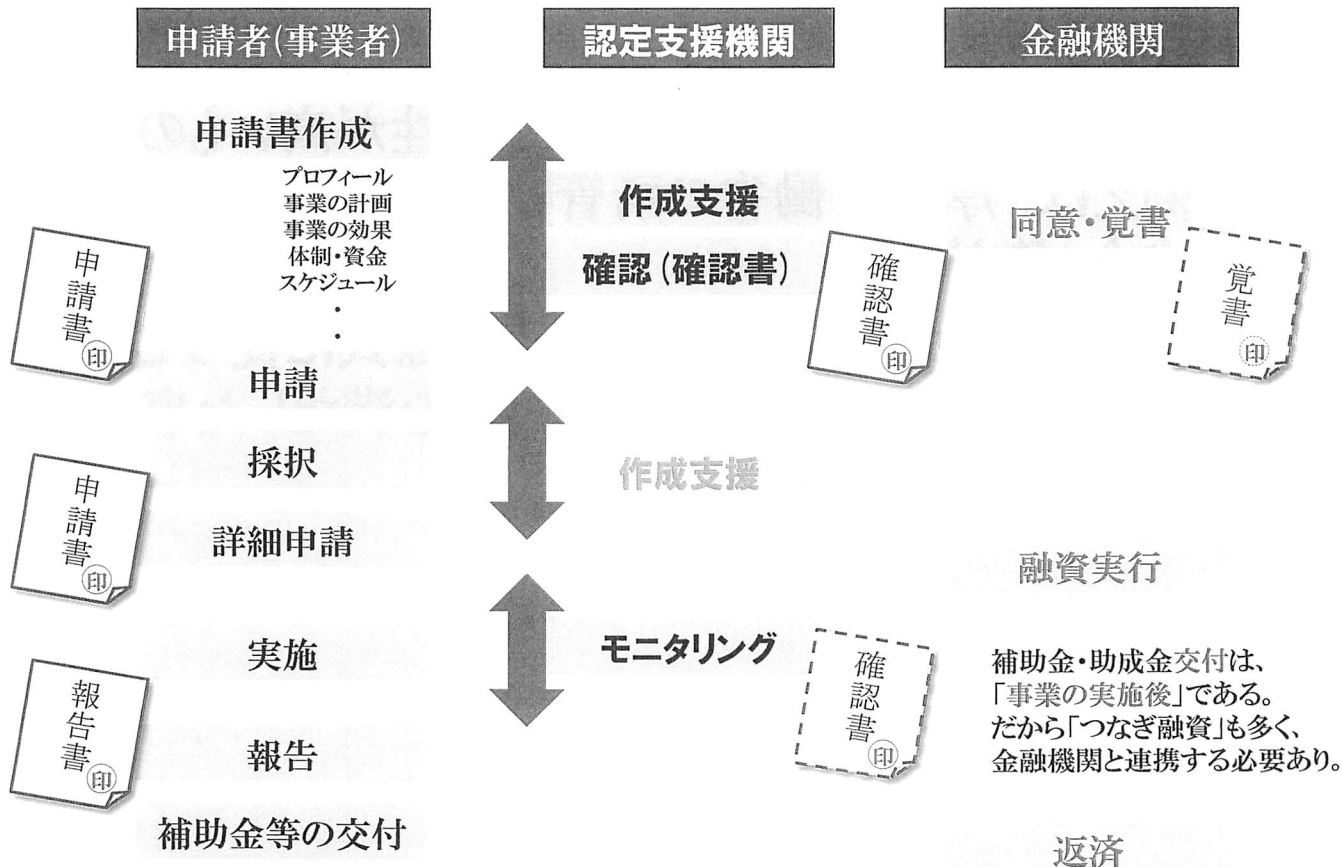 申請者(事業者)
認定支援機関
金融機関
申請書作成
プロフィール
事業の計画
事業の効果
体制・資金
スケジュール
・
・
申請書
印
申請
採択
申請書
印
詳細申請
実施
報告書
印
報告
補助金等の交付
作成支援
確認(確認書)
確認書
印
作成支援
モニタリング
確認書
印
同意・覚書
覚書
印
融資実行
補助金・助成金交付は、
「事業の実施後」である。
だから「つなぎ融資」も多く、
金融機関と連携する必要あり。
返済